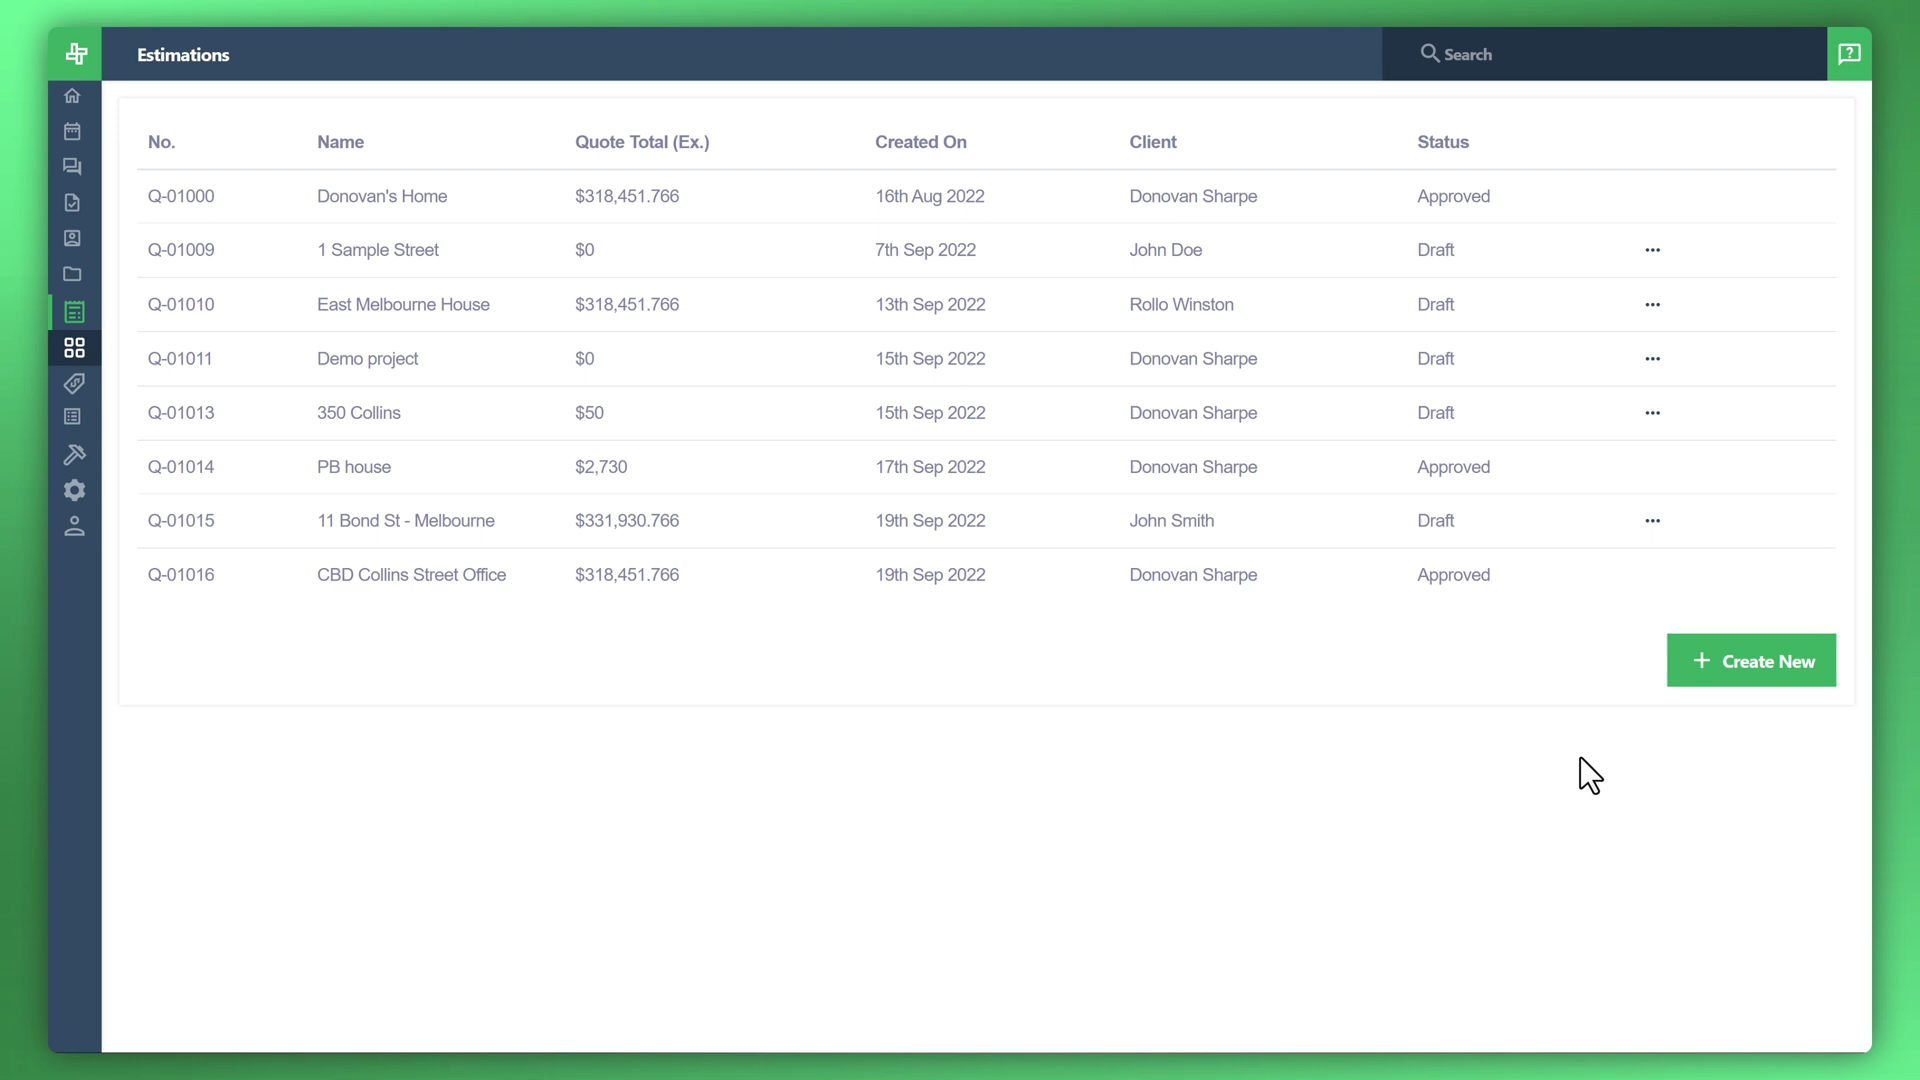 Estimations Search
No. Name Quote Total (Ex.) Created On Client Status
Q-01000 Donovan's Home $318,451.766 16th Aug 2022 Donovan Sharpe Approved
Q-01009 1 Sample Street $0 7th Sep 2022 John Doe Draft ...
Q-01010 East Melbourne House $318,451.766 13th Sep 2022 Rollo Winston Draft ...
Q-01011 Demo project $0 15th Sep 2022 Donovan Sharpe Draft ...
Q-01013 350 Collins $50 15th Sep 2022 Donovan Sharpe Draft ...
Q-01014 PB house $2,730 17th Sep 2022 Donovan Sharpe Approved
Q-01015 11 Bond St - Melbourne $331,930.766 19th Sep 2022 John Smith Draft ...
Q-01016 CBD Collins Street Office $318,451.766 19th Sep 2022 Donovan Sharpe Approved
+ Create New